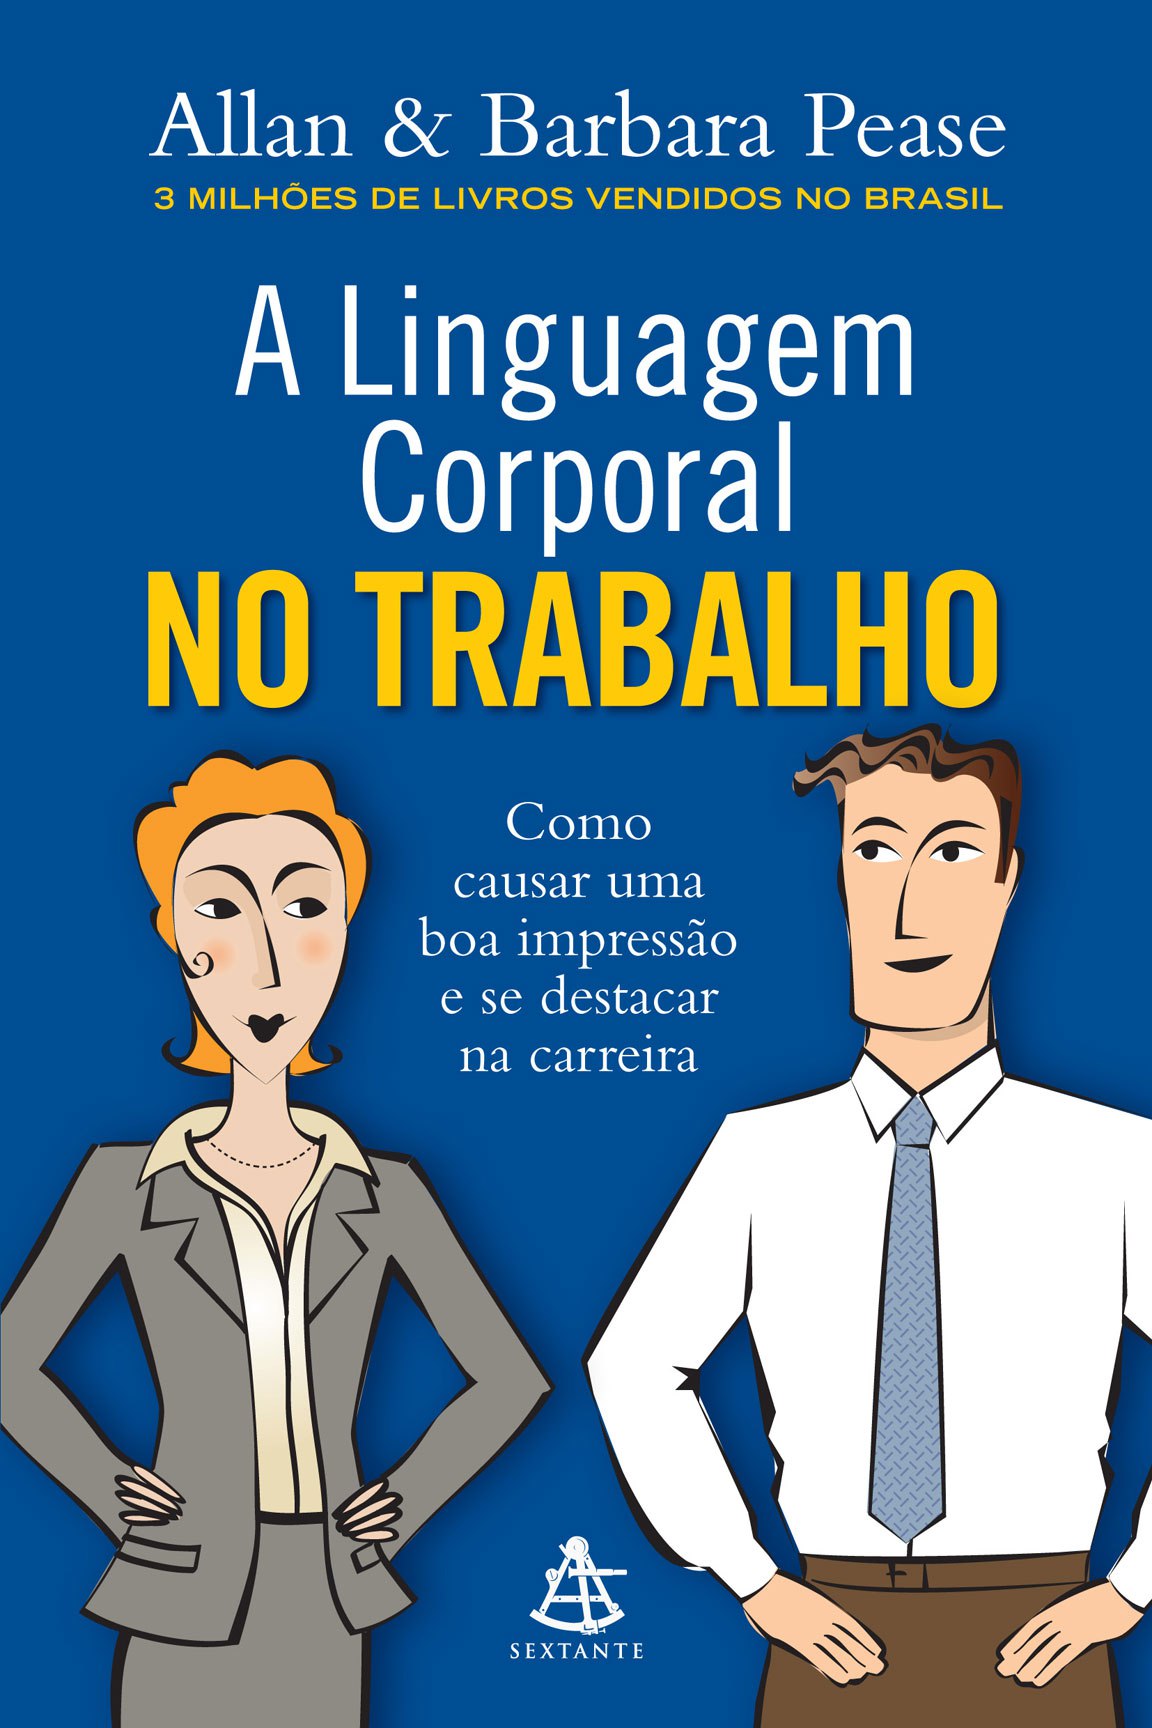 Allan & Barbara Pease
3 MILHÕES DE LIVROS VENDIDOS NO BRASIL
A Linguagem
Corporal
NO TRABALHO
Como
causar uma
boa impressão
e se destacar
na carreira
SEXTANTE